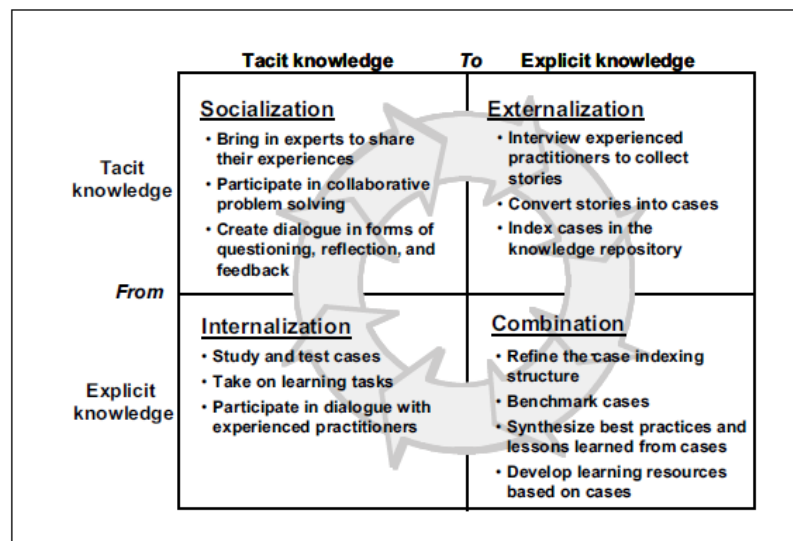 Tacit knowledge To Explicit knowledge
Tacit
knowledge
From
Explicit
knowledge
Socialization
• Bring in experts to share
their experiences
• Participate in collaborative
problem solving
• Create dialogue in forms of
questioning, reflection, and
feedback
Externalization
• Interview experienced
practitioners to collect
stories
• Convert stories into cases
• Index cases in the
knowledge repository
Internalization
• Study and test cases
• Take on learning tasks
• Participate in dialogue with
experienced practitioners
Combination
• Refine the case indexing
structure
• Benchmark cases
• Synthesize best practices and
lessons learned from cases
• Develop learning resources
based on cases